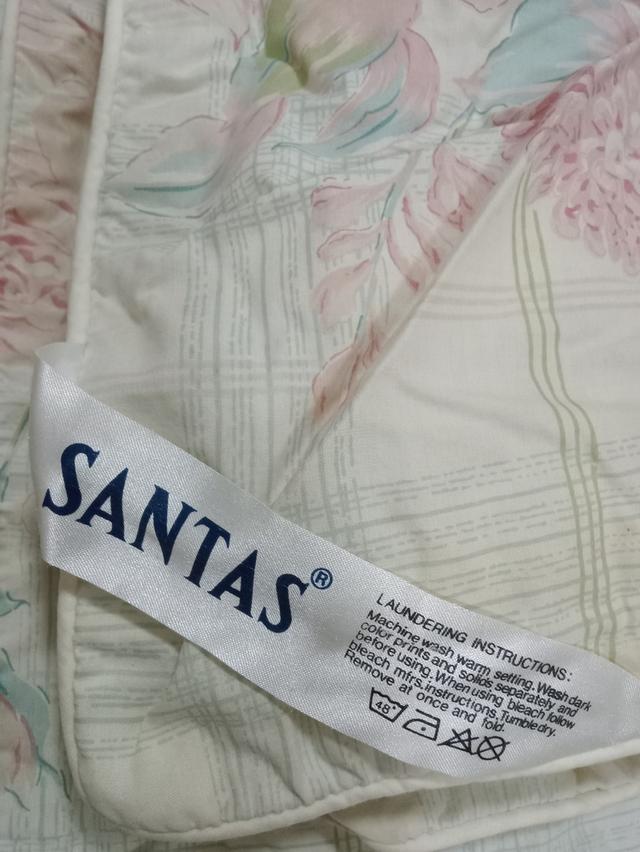 SANTAS®
LAUNDERING INSTRUCTIONS:
Machine wash warm, setting. Wash dark
color prints and solids separately and
before using. When using bleach follow
bleach mfrs. instructions. Tumble dry.
Remove at once and fold.
48°